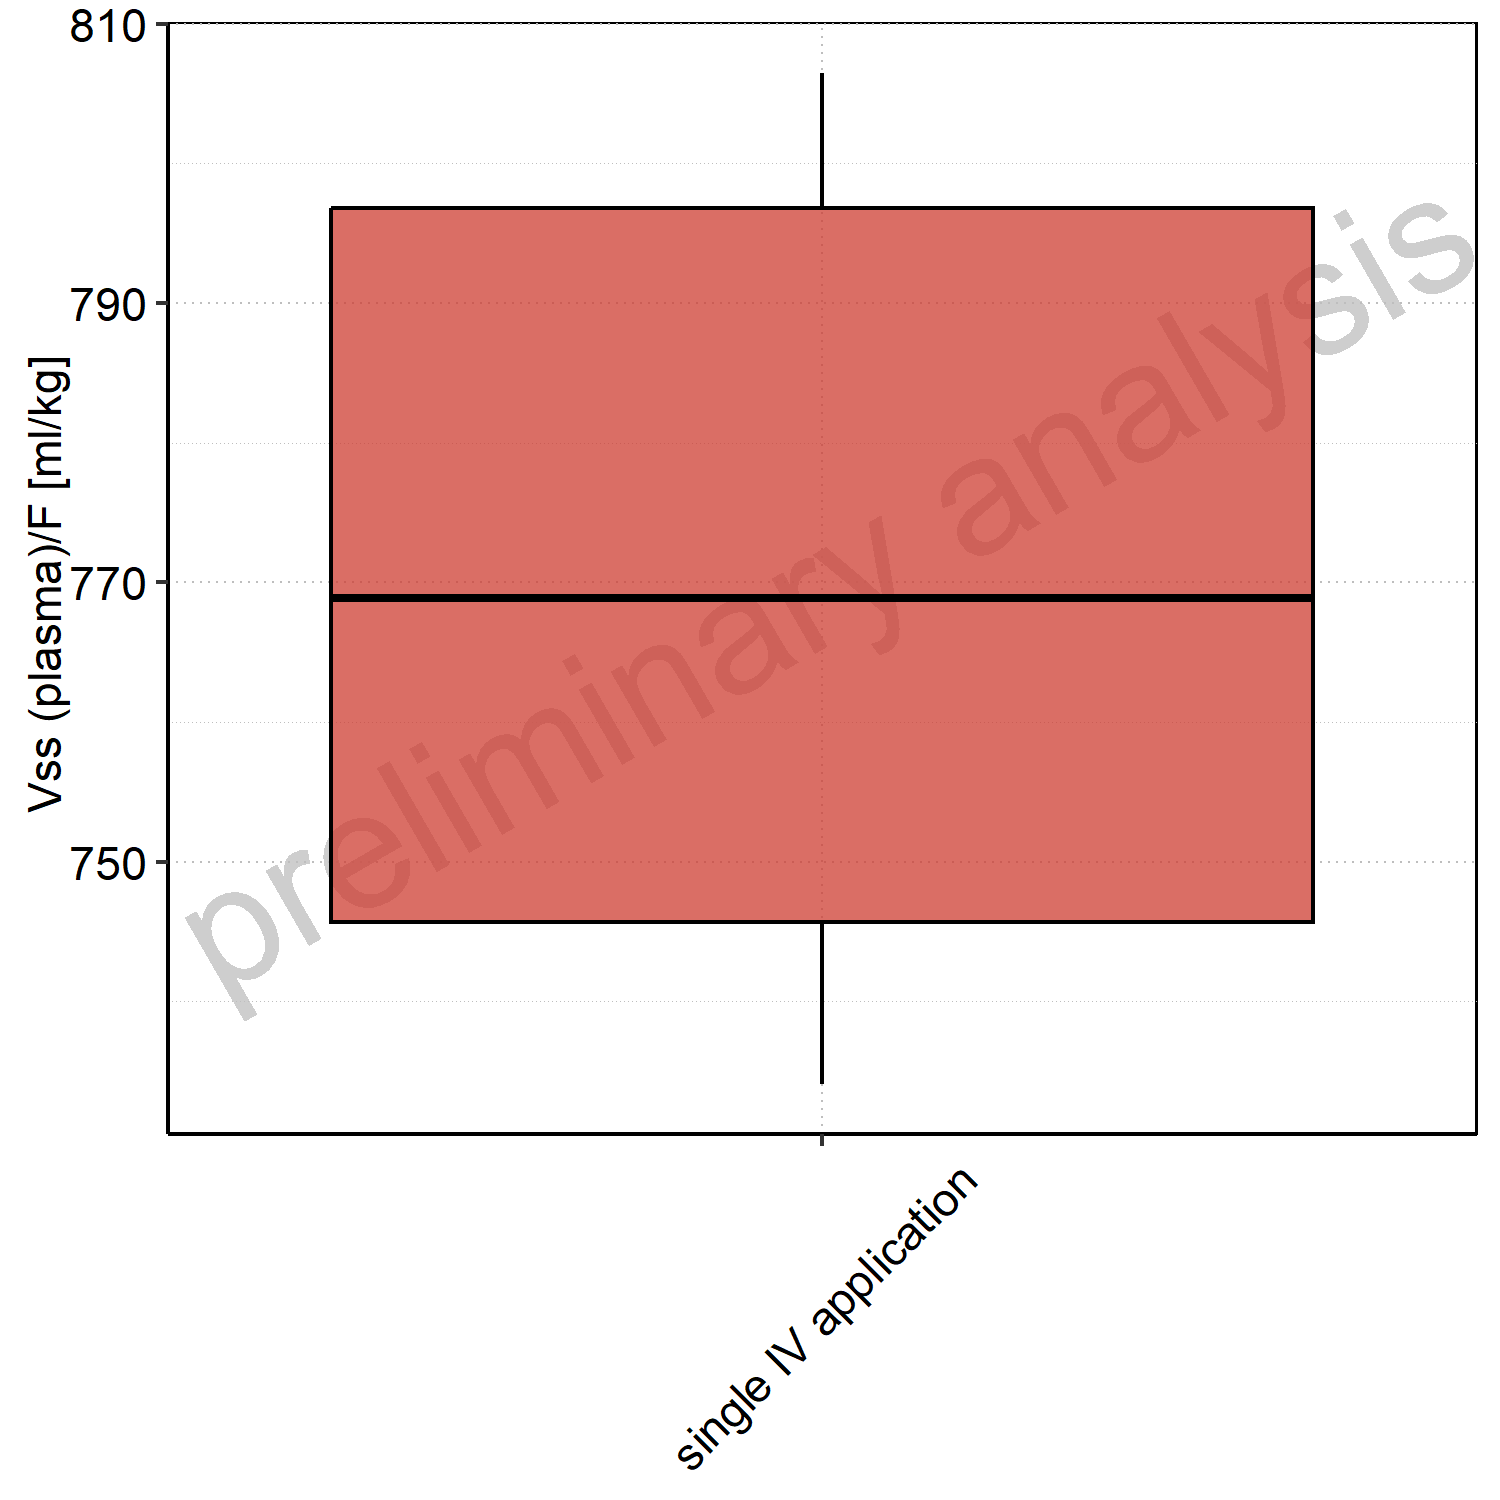 810
790
770
750
Vss (plasma)/F [ml/kg]
preliminary analysis
single IV application